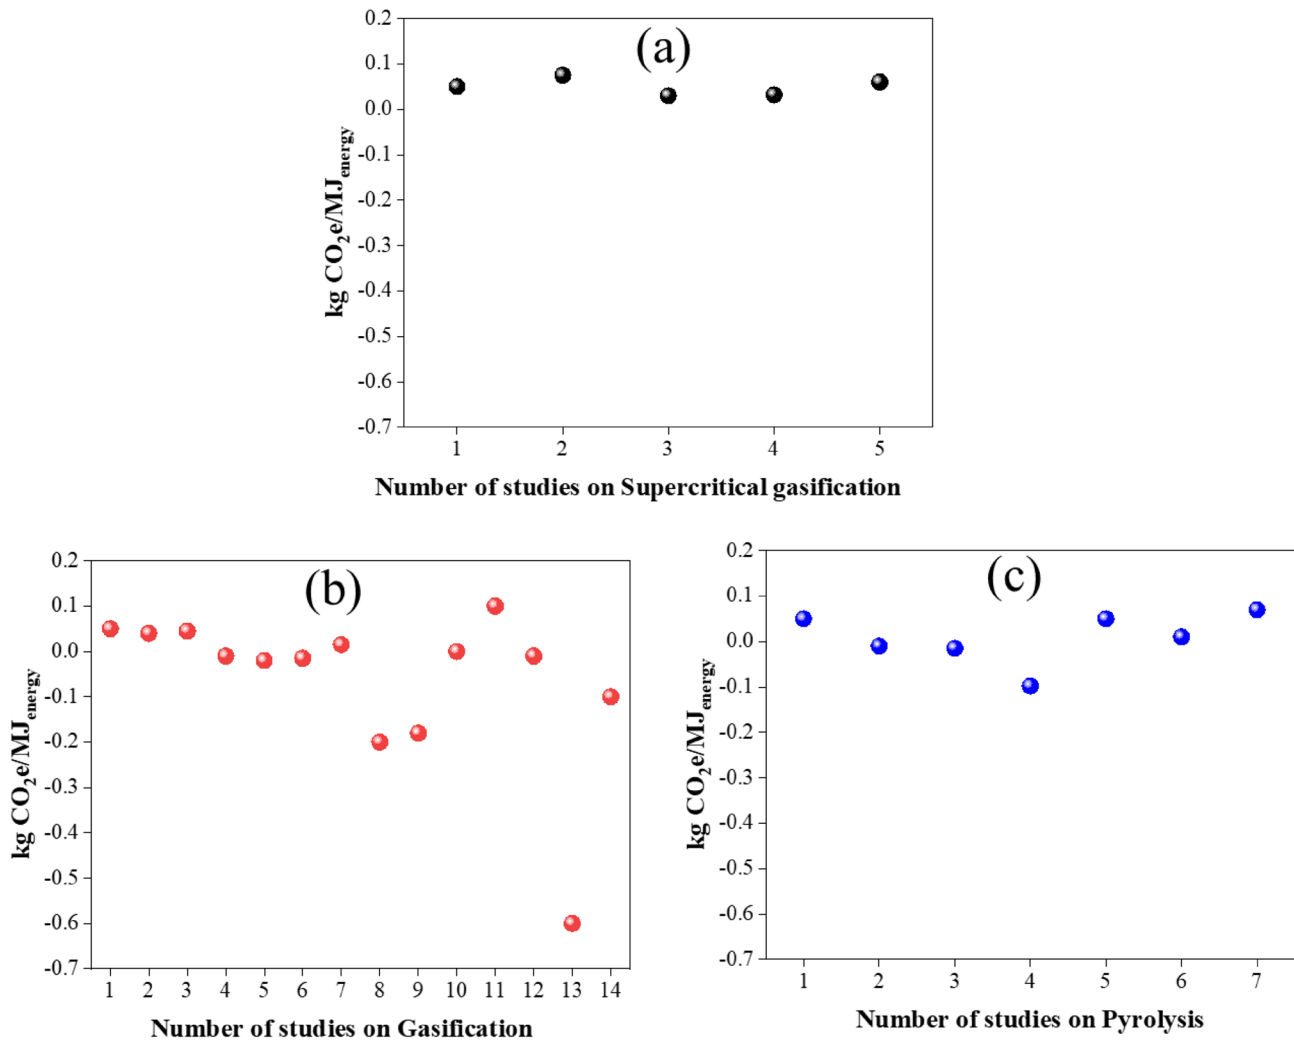 (a)
0.2
0.1
0.0
-0.1
-0.2
-0.3
-0.4
-0.5
-0.6
-0.7
kg CO₂e/MJenergy
1 2 3 4 5
Number of studies on Supercritical gasification
(b)
0.2
0.1
0.0
-0.1
-0.2
-0.3
-0.4
-0.5
-0.6
-0.7
kg CO₂e/MJenergy
1 2 3 4 5 6 7 8 9 10 11 12 13 14
Number of studies on Gasification
(c)
0.2
0.1
0.0
-0.1
-0.2
-0.3
-0.4
-0.5
-0.6
-0.7
kg CO₂e/MJenergy
1 2 3 4 5 6 7
Number of studies on Pyrolysis